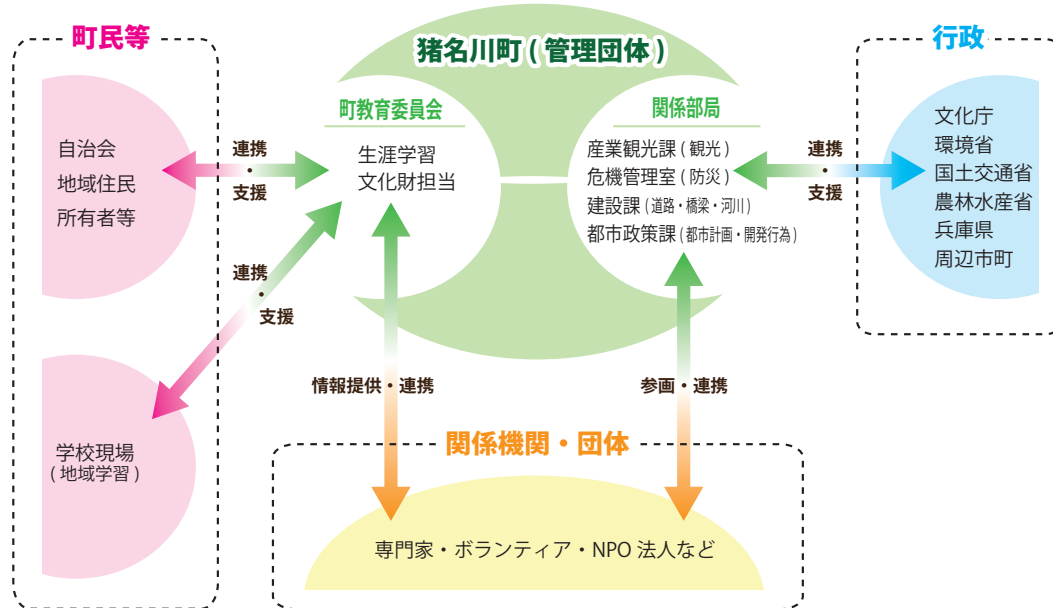 町民等
自治会
地域住民
所有者等
連携
・
支援
連携
・
支援
学校現場
(地域学習)
猪名川町(管理団体)
町教育委員会
生涯学習
文化財担当
関係部局
産業観光課(観光)
危機管理室(防災)
建設課(道路・橋梁・河川)
都市政策課(都市計画・開発行為)
連携
・
支援
行政
文化庁
環境省
国土交通省
農林水産省
兵庫県
周辺市町
情報提供・連携
参画・連携
関係機関・団体
専門家・ボランティア・NPO 法人など